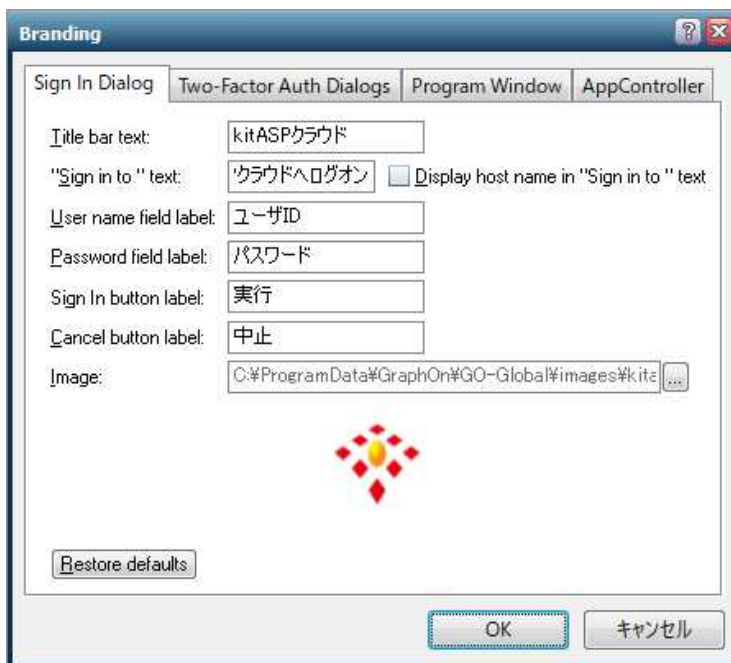 Branding
Sign In Dialog Two-Factor Auth Dialogs Program Window AppController
Title bar text: kitASPクラウド
"Sign in to " text: クラウドへログオン Display host name in "Sign in to " text
User name field label: ユーザID
Password field label: パスワード
Sign In button label: 実行
Cancel button label: 中止
Image: C:¥ProgramData¥GraphOn¥GO-Global¥images¥kita ...
Restore defaults
OK キャンセル